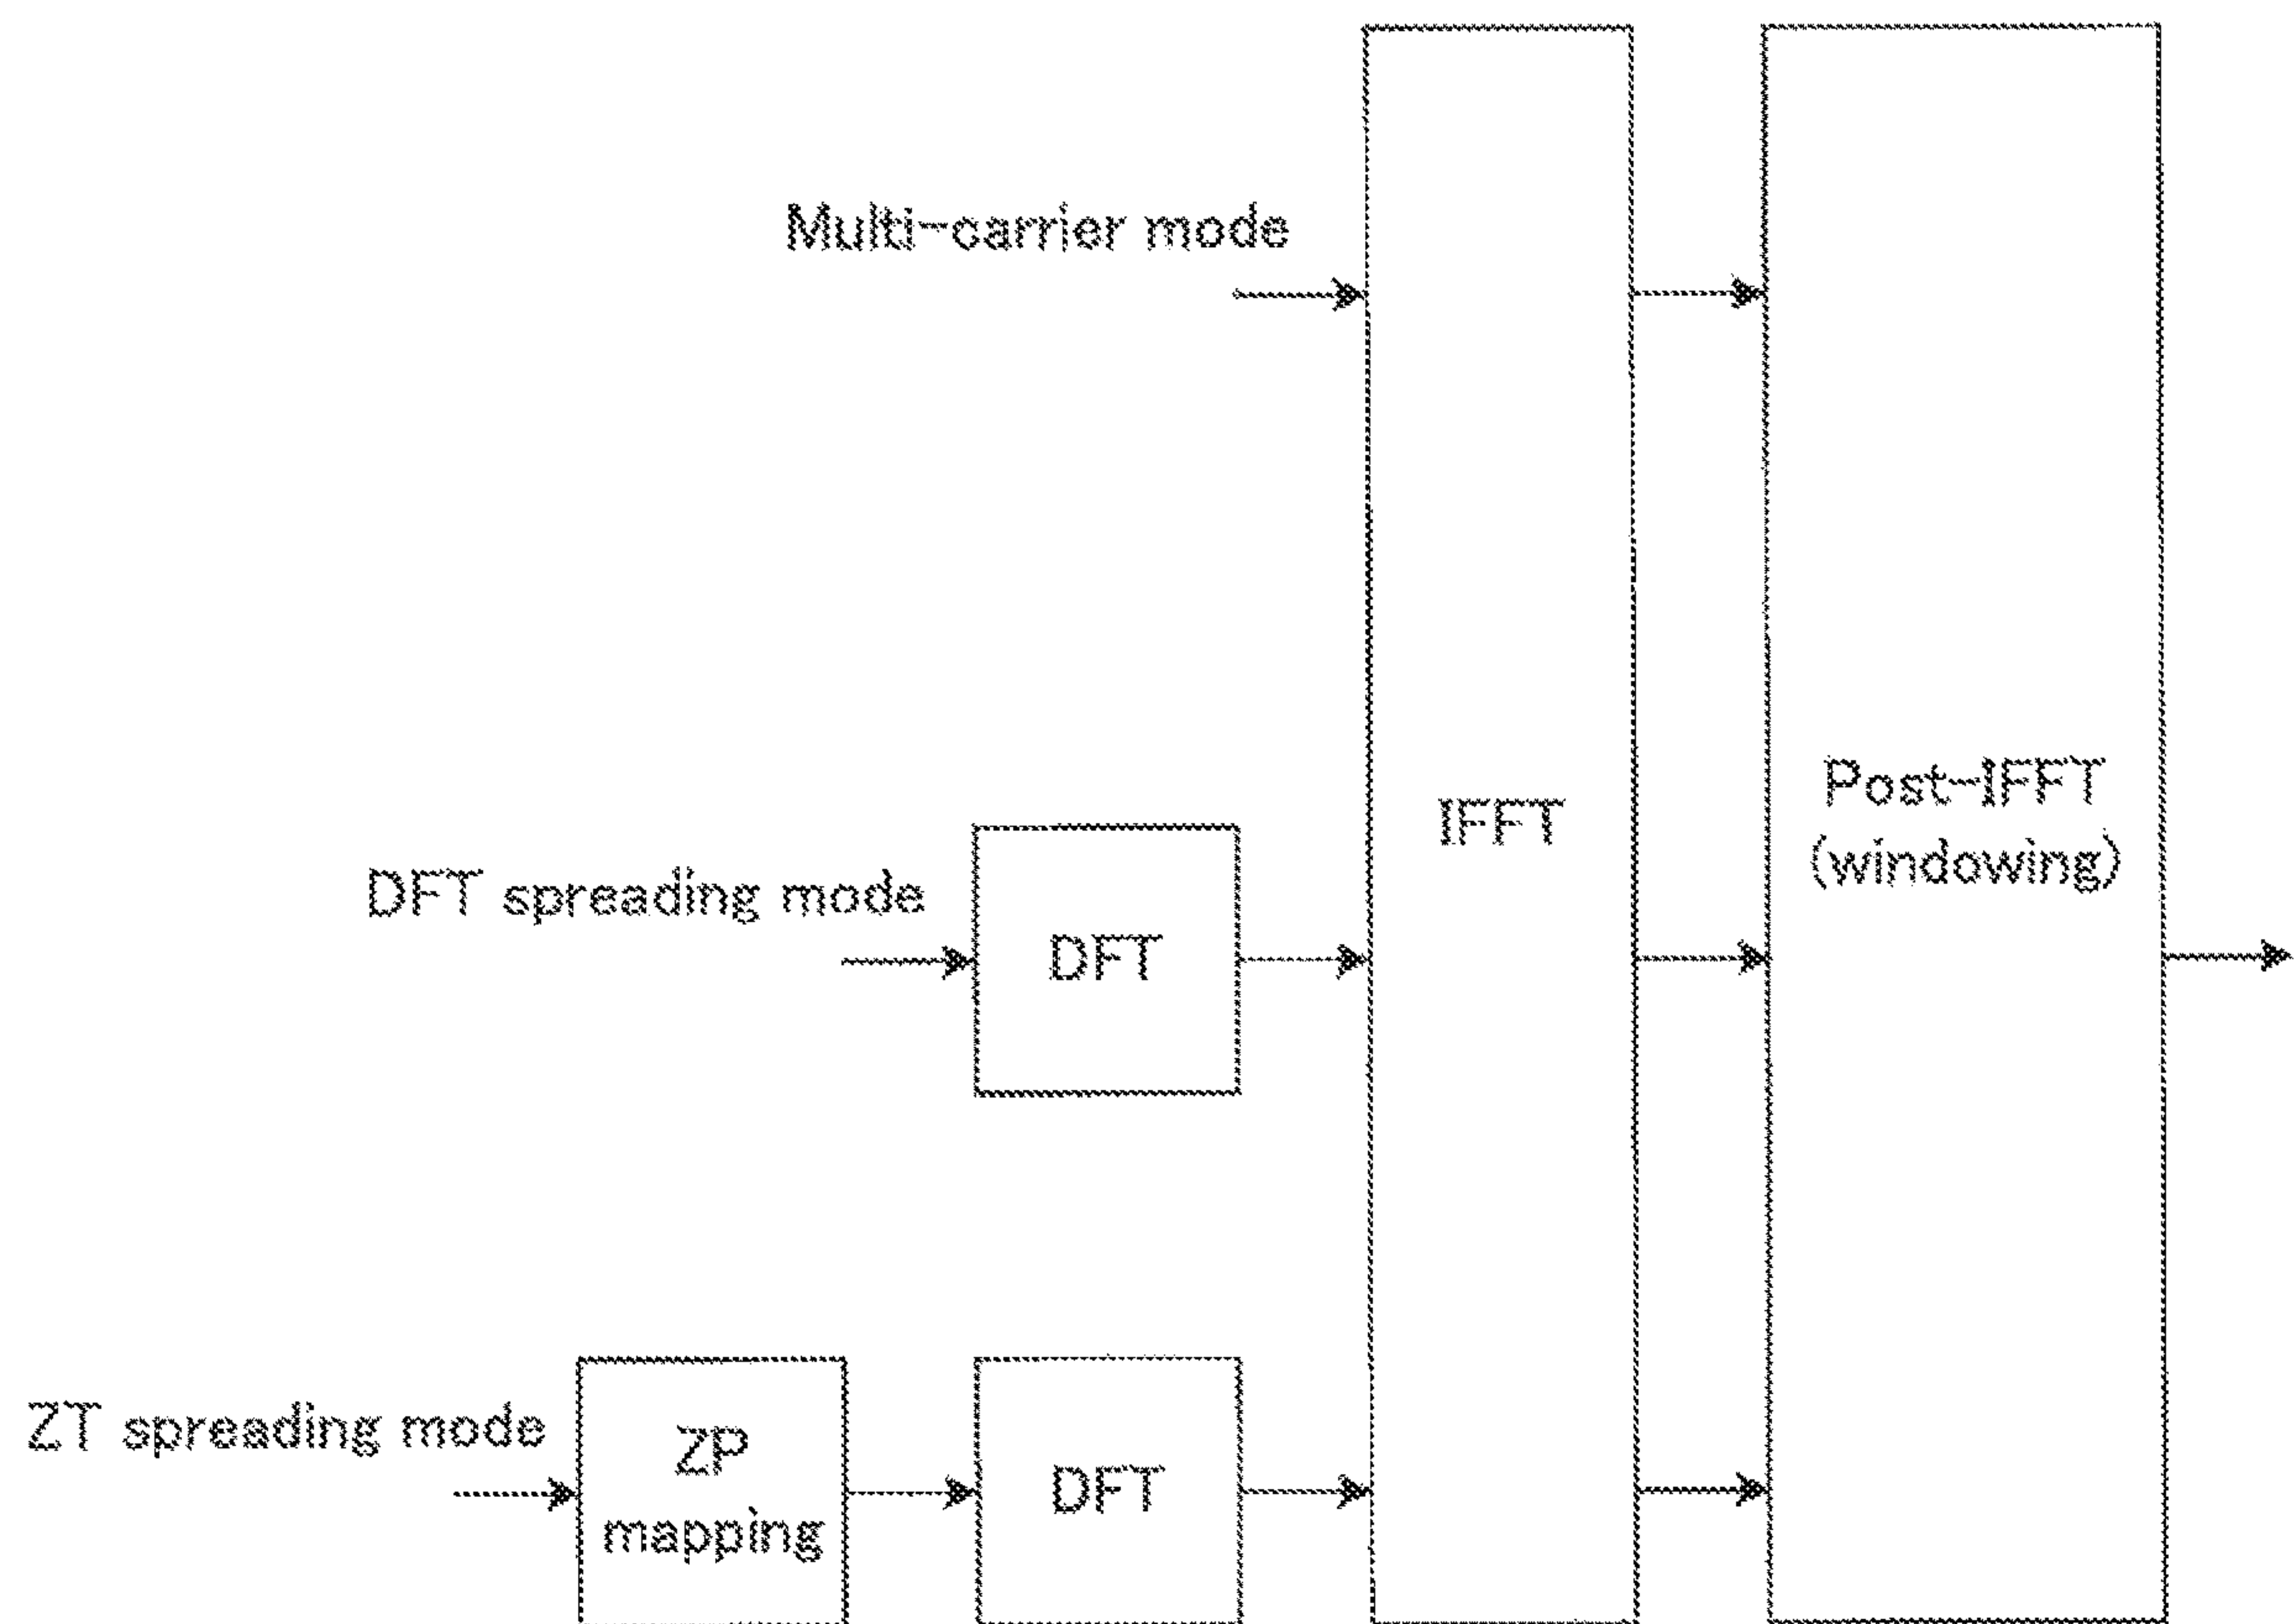 Multi-carrier mode
IFFT
Post-IFFT
(windowing)
DFT spreading mode
DFT
ZT spreading mode
ZP
mapping
DFT